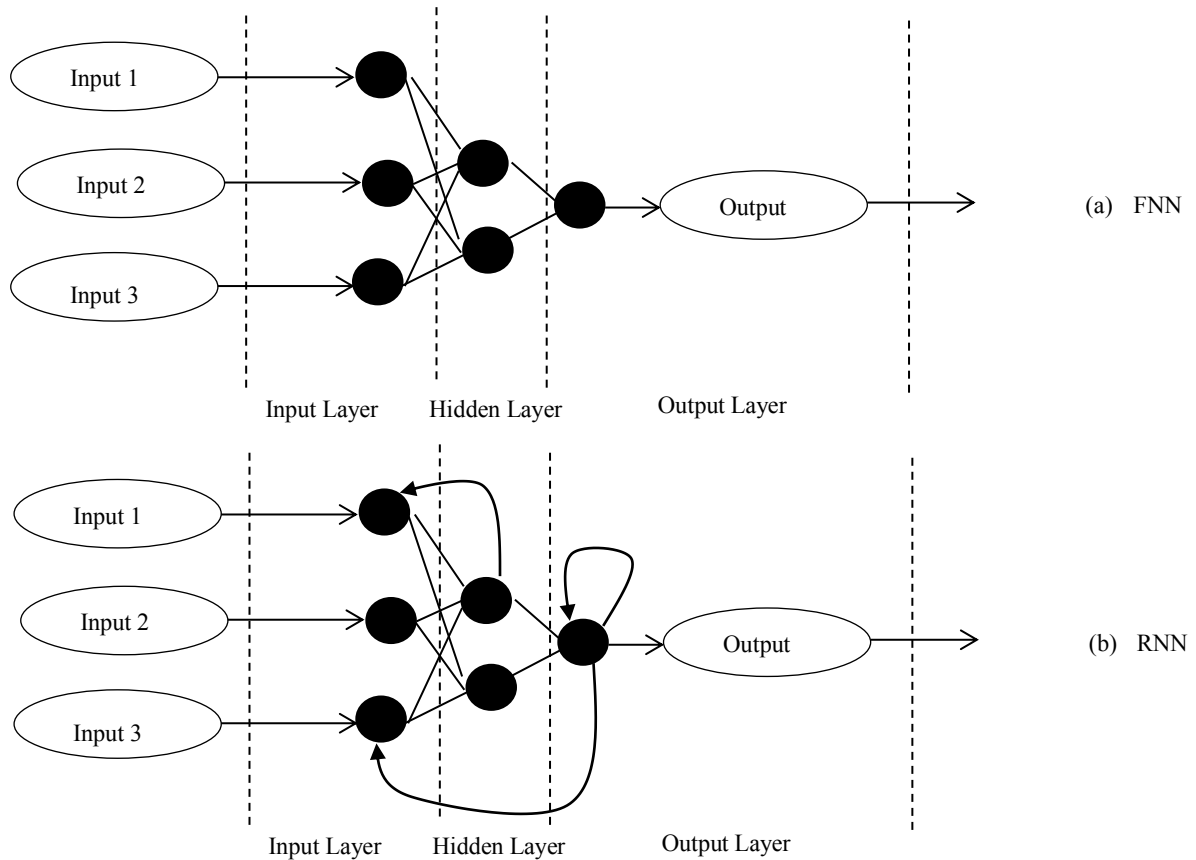 Input 1
Input 2
Output
(a) FNN
Input 3
Input Layer
Hidden Layer
Output Layer
Input 1
Input 2
Output
(b) RNN
Input 3
Input Layer
Hidden Layer
Output Layer